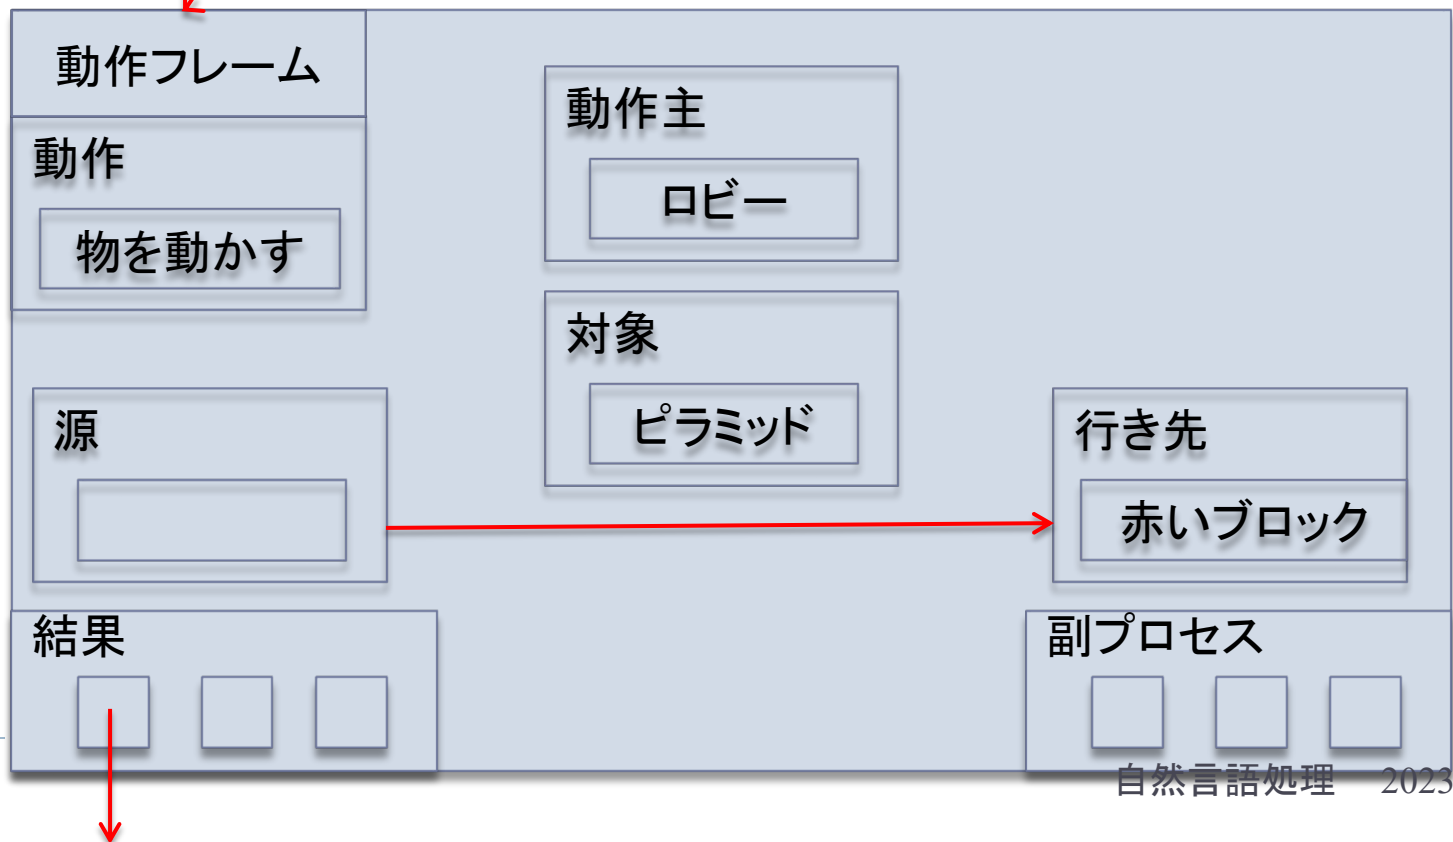 動作フレーム
動作
物を動かす
動作主
ロビー
対象
ピラミッド
源
行き先
赤いブロック
結果
副プロセス
自然言語処理 2023